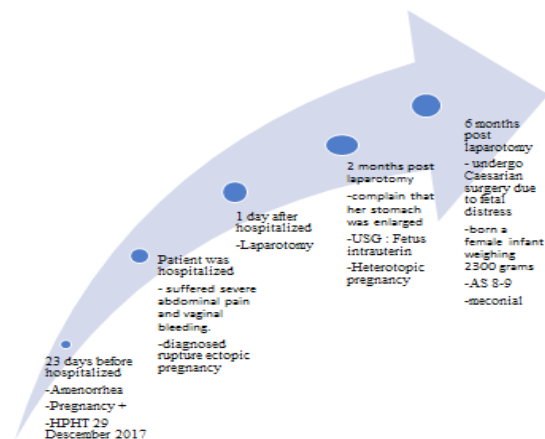 23 days before
hospitalized
-Amenorrhea
-Pregnancy +
-HPHT 29
Descember 2017
Patient was
hospitalized
- suffered severe
abdominal pain
and vaginal
bleeding.
-diagnosed
rupture ectopic
pregnancy
1 day after
hospitalized
-Laparotomy
2 months post
laparotomy
-complain that
her stomach
was enlarged
-USG : Fetus
intrauterin
-Heterotopic
pregnancy
6 months
post
laparotomy
- undergo
Caesarian
surgery due
to fetal
distress
-born a
female infant
weighing
2300 grams
-AS 8-9
-meconial